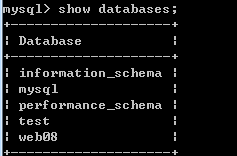 mysql> show databases;
+--------------------+
| Database           |
+--------------------+
| information_schema |
| mysql              |
| performance_schema |
| test               |
| web08              |
+--------------------+